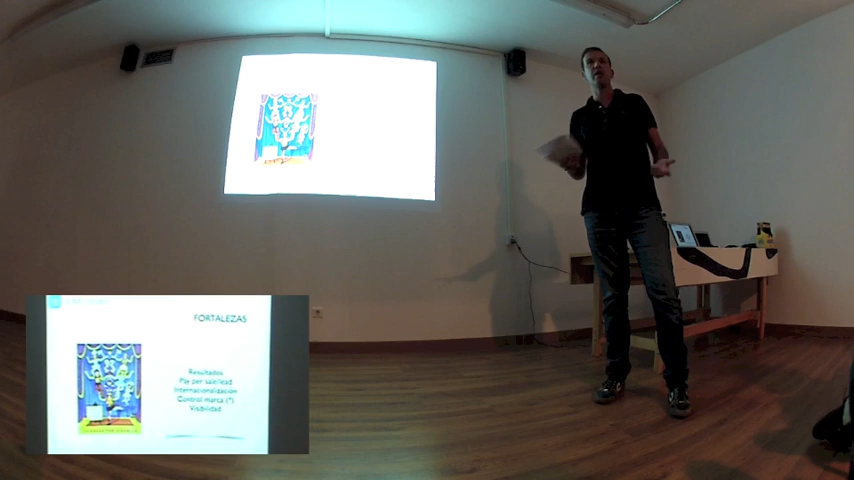 FORTALEZAS
Resultados
Pay per sale/lead
Internacionalización
Control marca (*)
Visibilidad